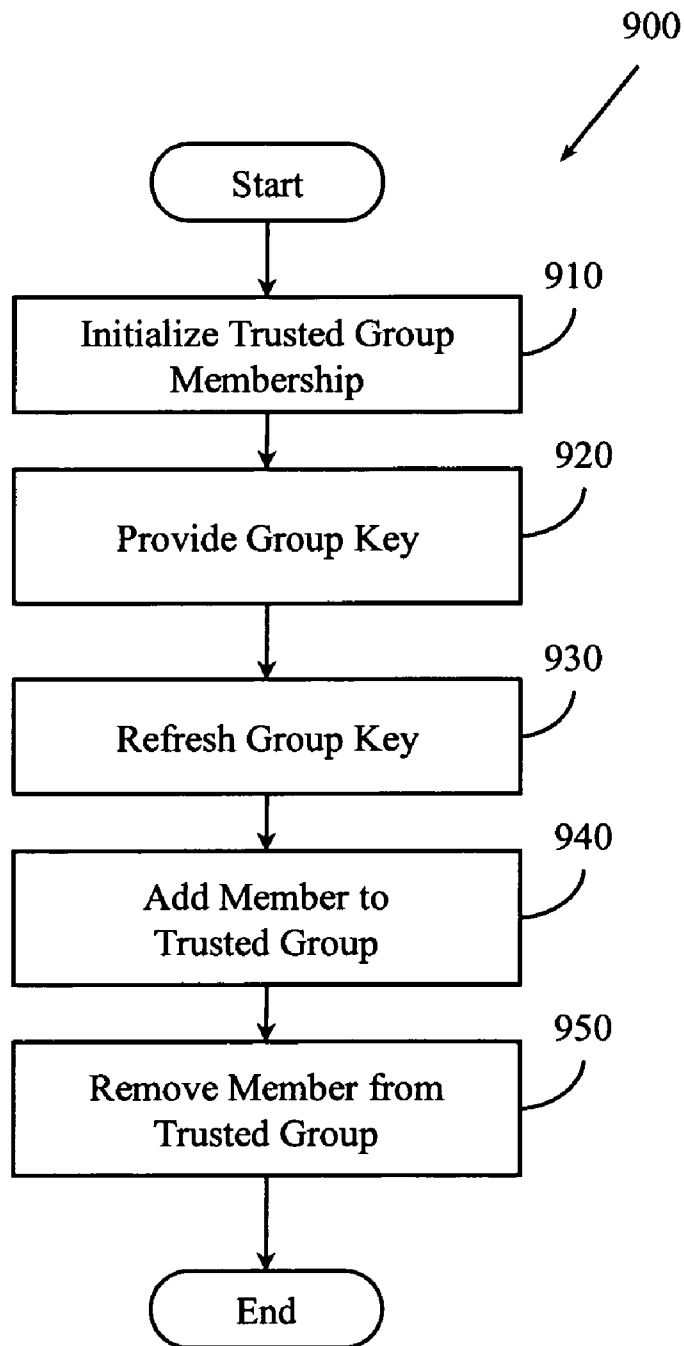 900
Start
910
Initialize Trusted Group
Membership
920
Provide Group Key
930
Refresh Group Key
940
Add Member to
Trusted Group
950
Remove Member from
Trusted Group
End